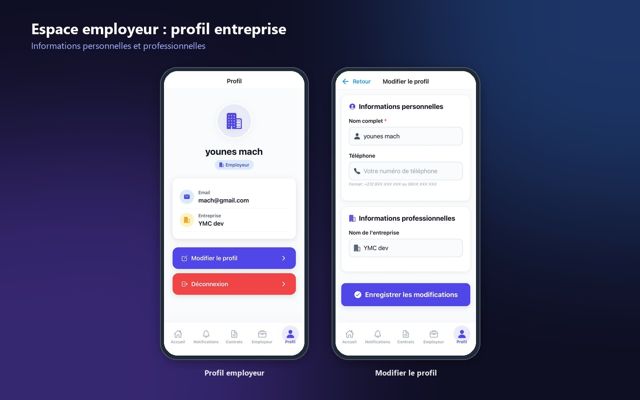 Espace employeur : profil entreprise
Informations personnelles et professionnelles
Profil
younes mach
Employeur
Email
mach@gmail.com
Entreprise
YMC dev
Modifier le profil
Déconnexion
Accueil
Notifications
Contrats
Employeur
Profil
Profil employeur
Retour
Modifier le profil
Informations personnelles
Nom complet *
younes mach
Téléphone
Votre numéro de téléphone
Informations professionnelles
Nom de l'entreprise
YMC dev
Enregistrer les modifications
Accueil
Notifications
Contrats
Employeur
Profil
Modifier le profil